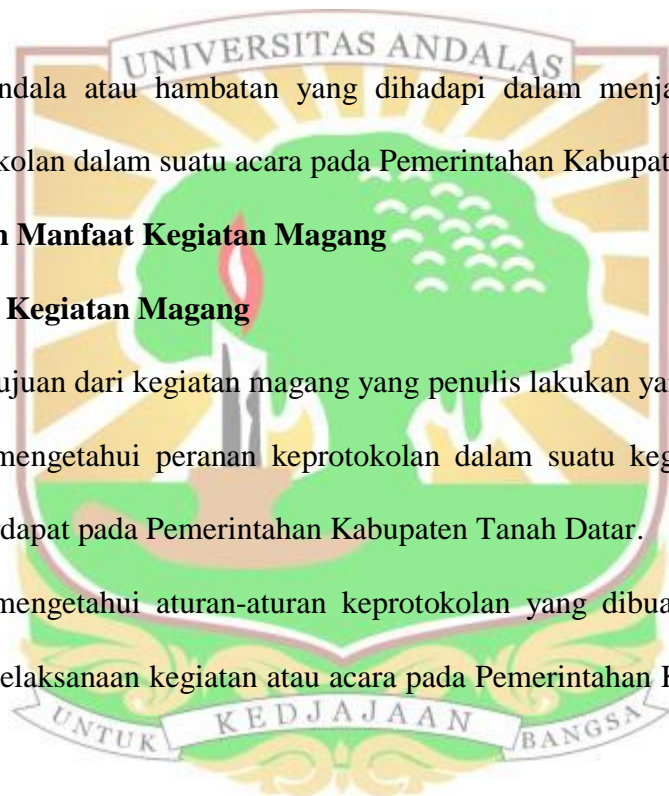 UNIVERSITAS ANDALAS
ndala atau hambatan yang dihadapi dalam menja
kolan dalam suatu acara pada Pemerintahan Kabupat
n Manfaat Kegiatan Magang
Kegiatan Magang
ujuan dari kegiatan magang yang penulis lakukan ya
mengetahui peranan keprotokolan dalam suatu keg
rdapat pada Pemerintahan Kabupaten Tanah Datar.
mengetahui aturan-aturan keprotokolan yang dibua
elaksanaan kegiatan atau acara pada Pemerintahan K
UNTUK KEDJAJAAN BANGSA